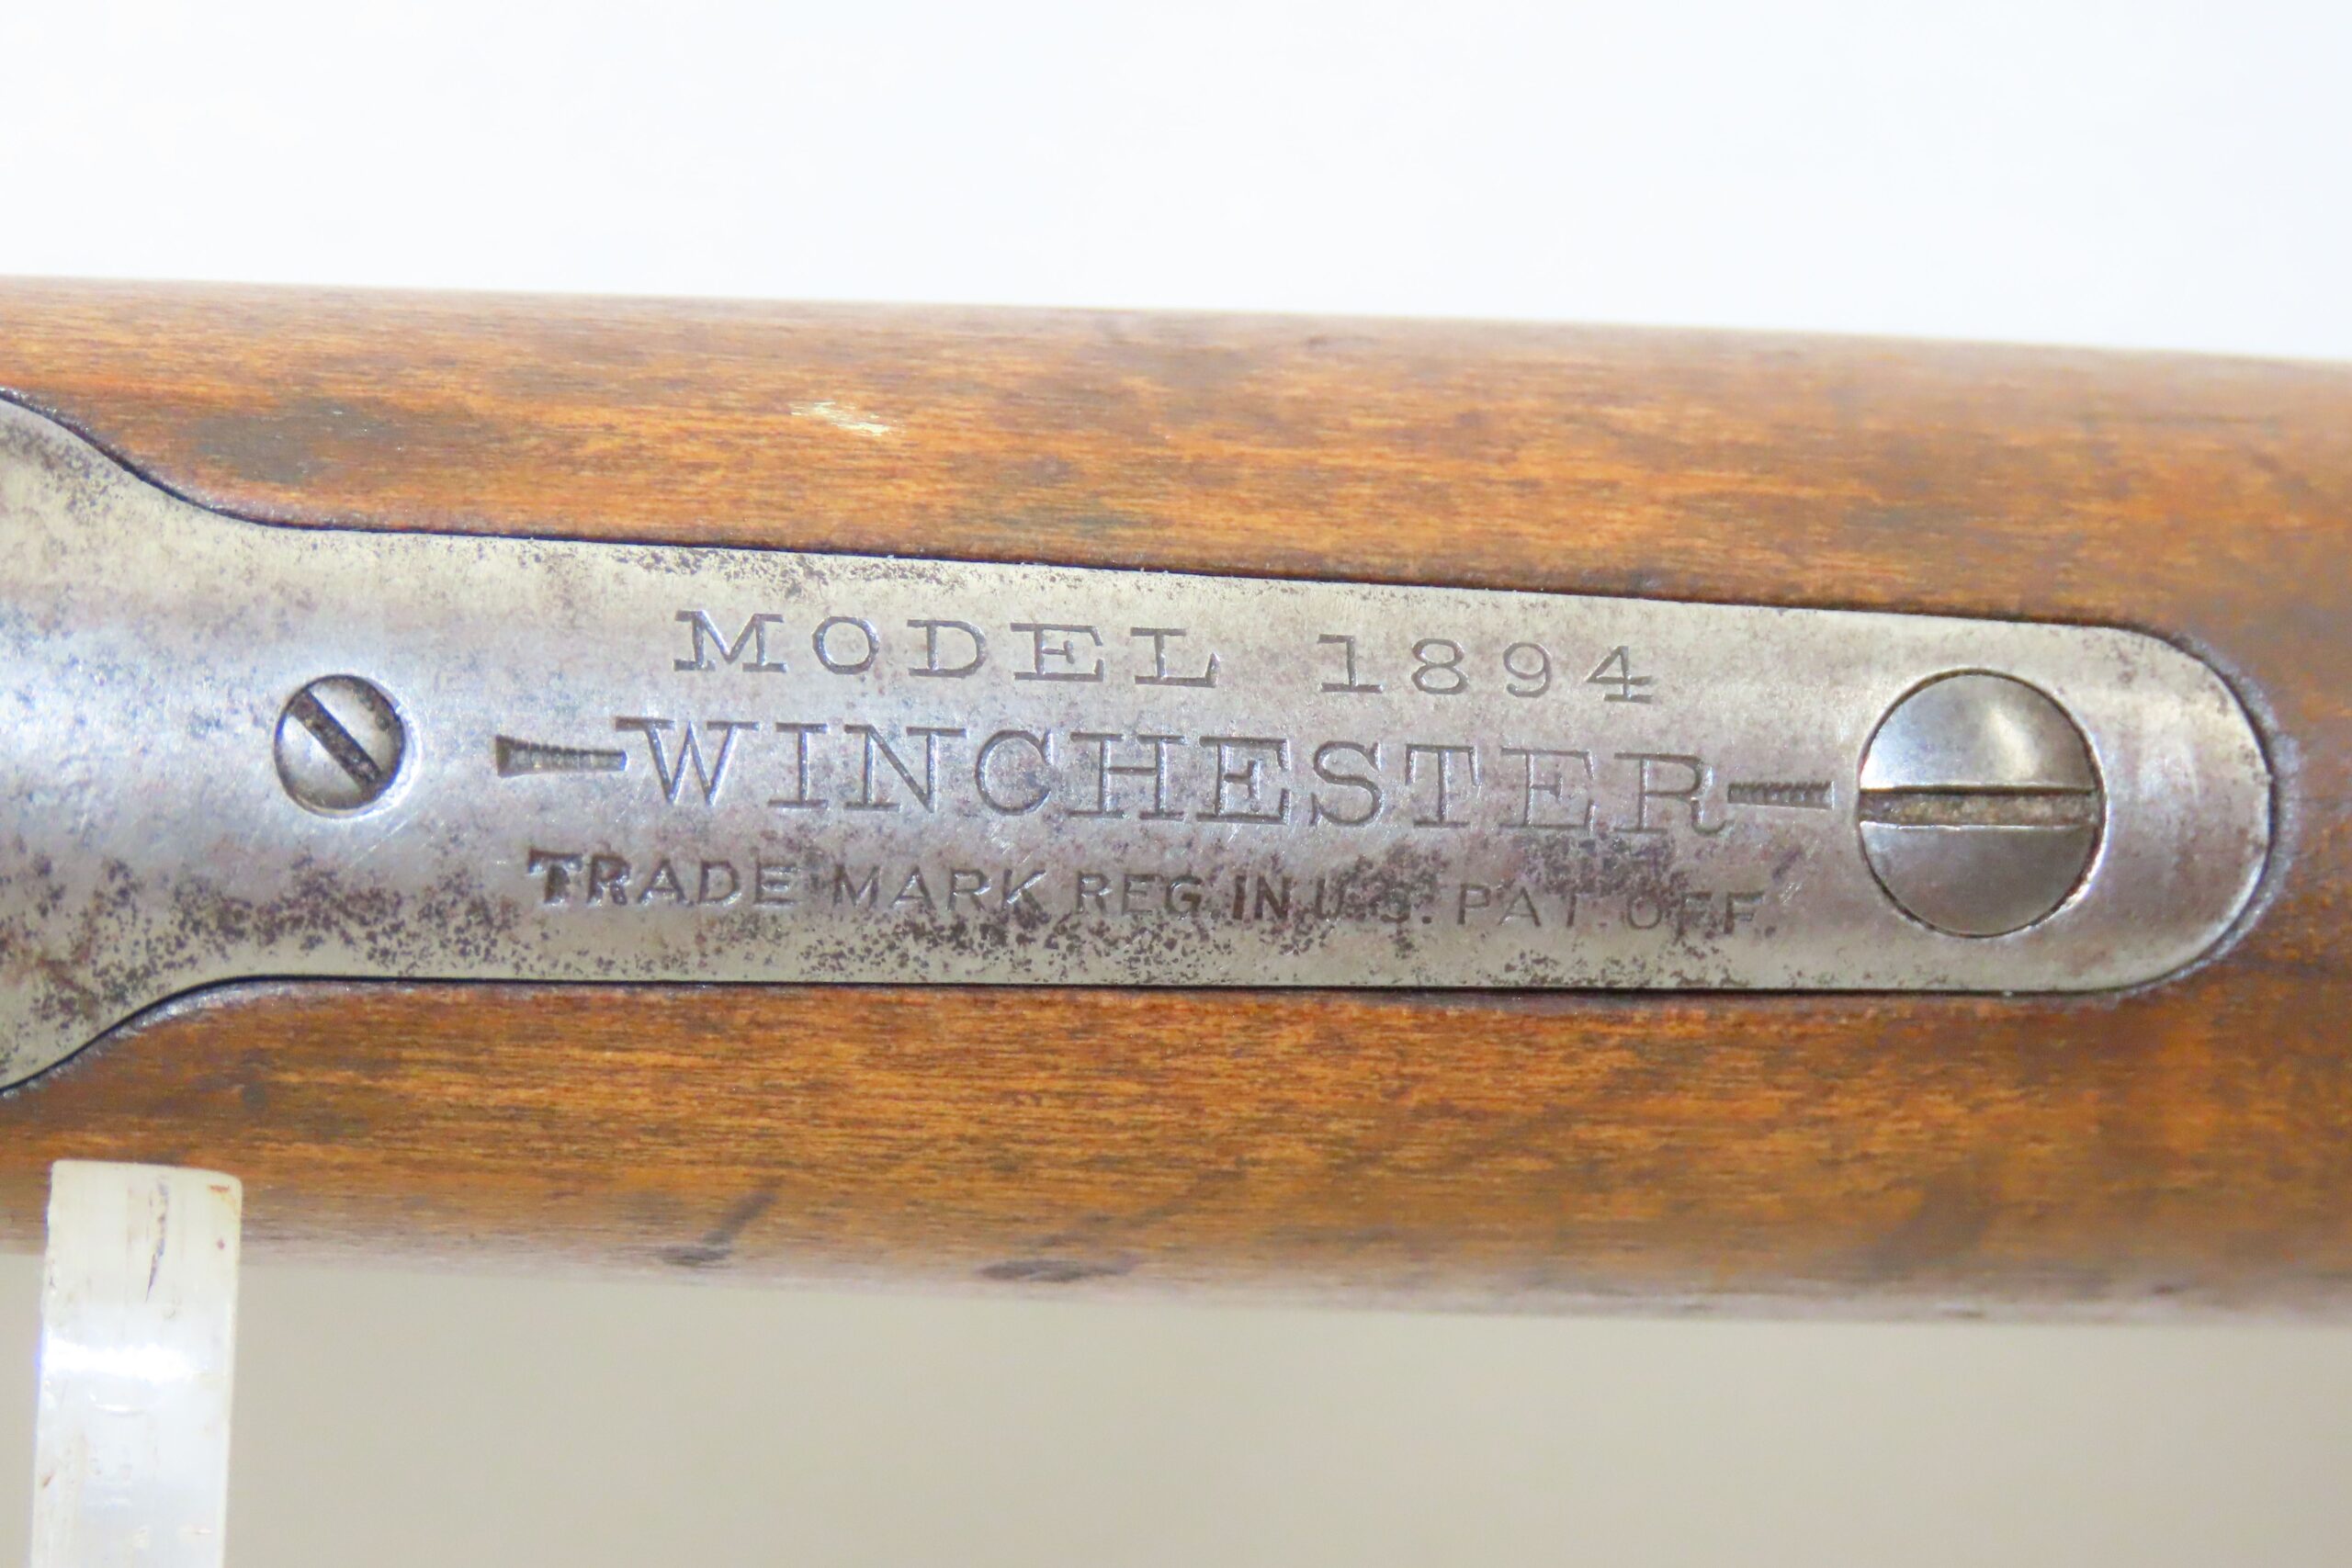 MODEL 1894
-WINCHESTER-
TRADE MARK REG. IN U.S. PAT. OFF.